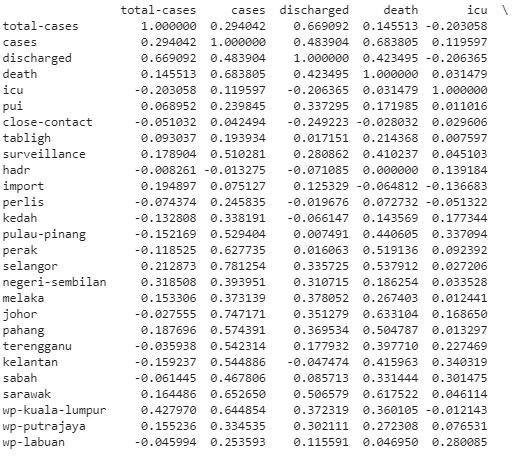 total-cases cases discharged death icu \
total-cases 1.000000 0.294042 0.669092 0.145513 -0.203058
cases 0.294042 1.000000 0.483904 0.683805 0.119597
discharged 0.669092 0.483904 1.000000 0.423495 -0.206365
death 0.145513 0.683805 0.423495 1.000000 0.031479
icu -0.203058 0.119597 -0.206365 0.031479 1.000000
pui 0.068952 0.239845 0.337295 0.171985 0.011016
close-contact -0.051032 0.042494 -0.249223 -0.028032 0.029606
tabligh 0.093037 0.193934 0.017151 0.214368 0.007597
surveillance 0.178904 0.510281 0.280862 0.410237 0.045103
hadr -0.008261 -0.013275 -0.071085 0.000000 0.139184
import 0.194897 0.075127 0.125329 -0.064812 -0.136683
perlis -0.074374 0.245835 -0.019676 0.072732 -0.051322
kedah -0.132808 0.338191 -0.066147 0.143569 0.177344
pulau-pinang -0.152169 0.529404 0.007491 0.440605 0.337094
perak -0.118525 0.627735 0.016063 0.519136 0.092392
selangor 0.212873 0.781254 0.335725 0.537912 0.027206
negeri-sembilan 0.318508 0.393951 0.310715 0.186254 0.033528
melaka 0.153306 0.373139 0.378052 0.267403 0.012441
johor -0.027555 0.747171 0.351279 0.633104 0.168650
pahang 0.187696 0.574391 0.369534 0.504787 0.013297
terengganu -0.035938 0.542314 0.177932 0.397710 0.227469
kelantan -0.159237 0.544886 -0.047474 0.415963 0.340319
sabah -0.061445 0.467806 0.085713 0.331444 0.301475
sarawak 0.164486 0.652650 0.506579 0.617522 0.046114
wp-kuala-lumpur 0.427970 0.644854 0.372319 0.360105 -0.012143
wp-putrajaya 0.155236 0.334535 0.302111 0.272308 0.076531
wp-labuan -0.045994 0.253593 0.115591 0.046950 0.280085